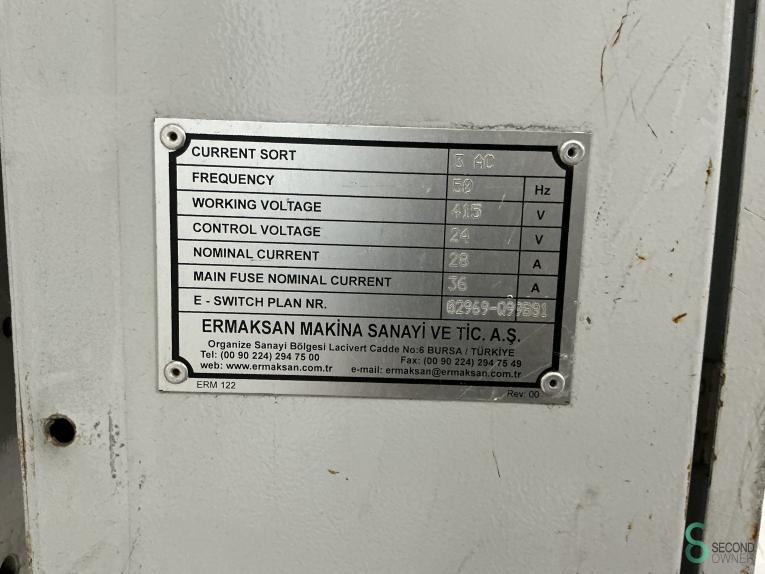 CURRENT SORT 3 AC
FREQUENCY 50 Hz
WORKING VOLTAGE 415 V
CONTROL VOLTAGE 24 V
NOMINAL CURRENT 28 A
MAIN FUSE NOMINAL CURRENT 36 A
E - SWITCH PLAN NR.
ERMAKSAN MAKİNA SANAYİ VE TİC. A.Ş.
Organize Sanayi Bölgesi Lacivert Cadde No:6 BURSA / TÜRKİYE
Tel: (00 90 224) 294 75 00 Fax: (00 90 224) 294 75 49
web: www.ermaksan.com.tr e-mail: ermaksan@ermaksan.com.tr
ERM 122 Rev: 00
SECOND
OWNER